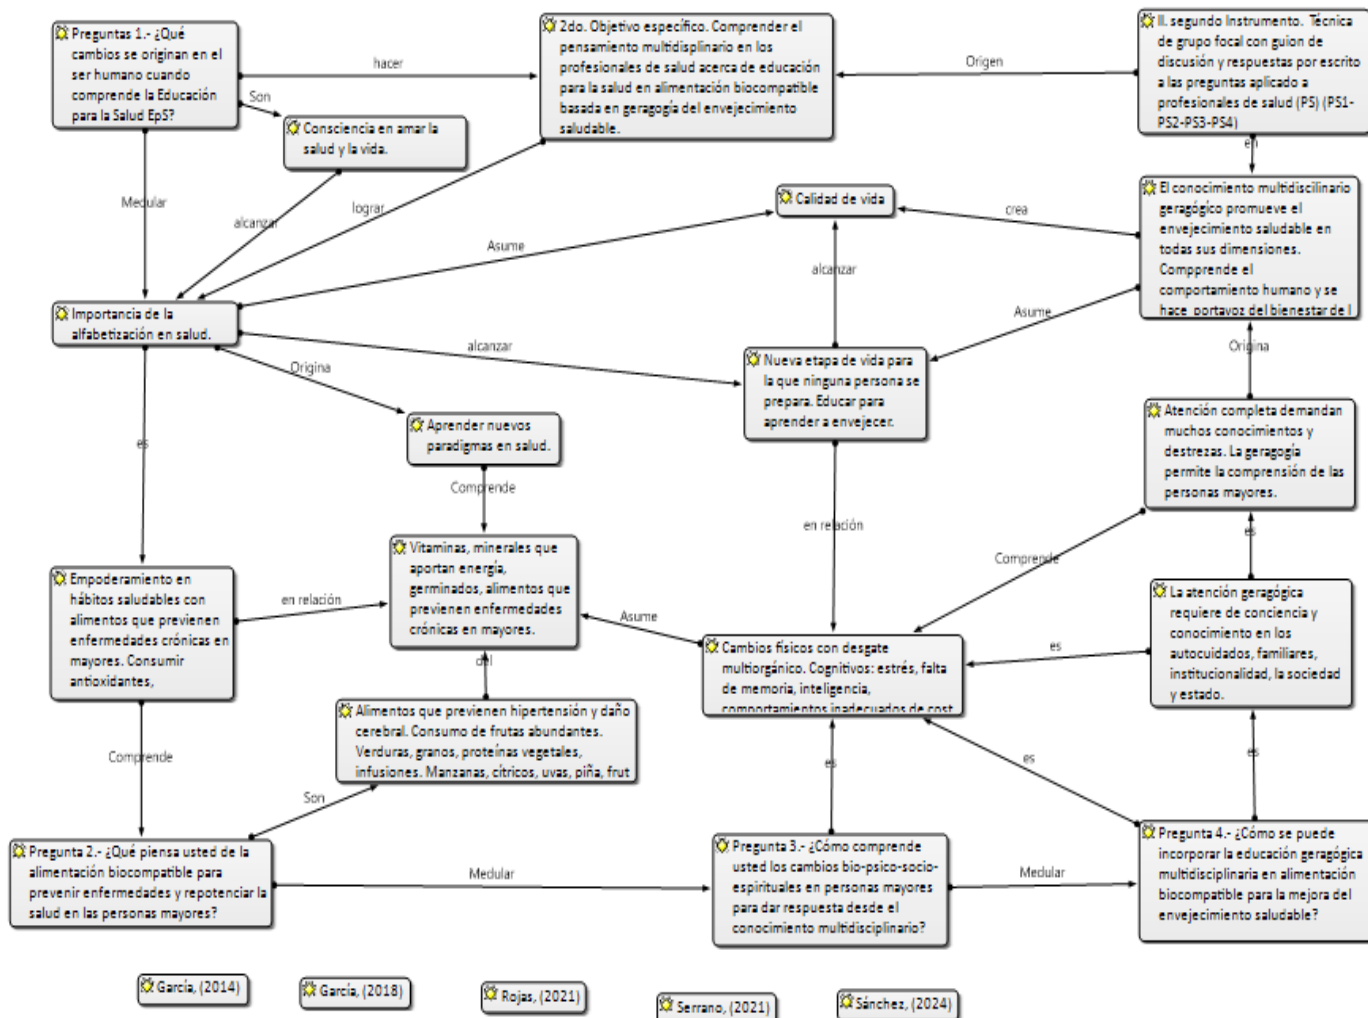 Preguntas 1.- ¿Qué
cambios se originan en el
ser humano cuando
comprende la Educación
para la Salud EpS?
hacer
2do. Objetivo específico. Comprender el
pensamiento multidisplinario en los
profesionales de salud acerca de educación
para la salud en alimentación biocompatible
basada en geragogía del envejecimiento
saludable.
Origen
II. segundo Instrumento. Técnica
de grupo focal con guion de
discusión y respuestas por escrito
a las preguntas aplicado a
profesionales de salud (PS) (PS1-
PS2-PS3-PS4)
Son
Consciencia en amar la
salud y la vida.
en
Medular
alcanzar
lograr
Asume
Calidad de vida
crea
El conocimiento multidiscilinario
geragógico promueve el
envejecimiento saludable en
todas sus dimensiones.
Compprende el
comportamiento humano y se
hace portavoz del bienestar de l
alcanzar
Asume
Importancia de la
alfabetización en salud.
alcanzar
Origina
Origina
Nueva etapa de vida para
la que ninguna persona se
prepara. Educar para
aprender a envejecer.
es
Aprender nuevos
paradigmas en salud.
Atención completa demandan
muchos conocimientos y
destrezas. La geragogía
permite la comprensión de las
personas mayores.
Comprende
en relación
Comprende
es
Empoderamiento en
hábitos saludables con
alimentos que previenen
enfermedades crónicas en
mayores. Consumir
antioxidantes,
en relación
Vitaminas, minerales que
aportan energía,
germinados, alimentos que
previenen enfermedades
crónicas en mayores.
Asume
La atención geragógica
requiere de conciencia y
conocimiento en los
autocuidados, familiares,
institucionalidad, la sociedad
y estado.
es
Cambios físicos con desgate
multiorgánico. Cognitivos: estrés, falta
de memoria, inteligencia,
comportamientos inadecuados de cost
del
Alimentos que previenen hipertensión y daño
cerebral. Consumo de frutas abundantes.
Verduras, granos, proteínas vegetales,
infusiones. Manzanas, cítricos, uvas, piña, frut
Comprende
Son
es
es
es
Pregunta 2.- ¿Qué piensa usted de la
alimentación biocompatible para
prevenir enfermedades y repotenciar la
salud en las personas mayores?
Medular
Pregunta 3.- ¿Cómo comprende
usted los cambios bio-psico-socio-
espirituales en personas mayores
para dar respuesta desde el
conocimiento multidisciplinario?
Medular
Pregunta 4.- ¿Cómo se puede
incorporar la educación geragógica
multidisciplinaria en alimentación
biocompatible para la mejora del
envejecimiento saludable?
García, (2014)
García, (2018)
Rojas, (2021)
Serrano, (2021)
Sánchez, (2024)